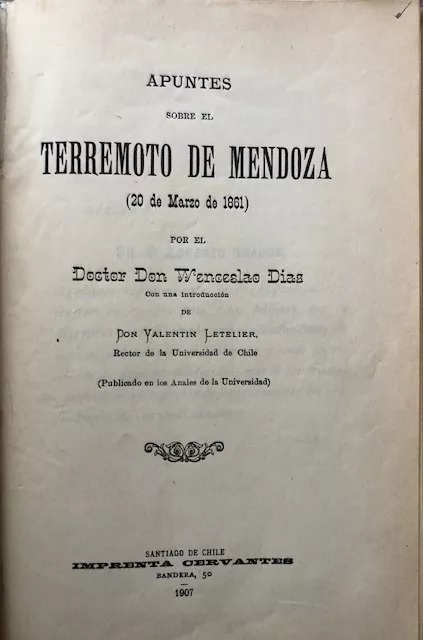 APUNTES
SOBRE EL
TERREMOTO DE MENDOZA
(20 de Marzo de 1861)
POR EL
Doctor Don Wenceslao Dias
Con una introducción
DE
DON VALENTIN LETELIER,
Rector de la Universidad de Chile
(Publicado en los Anales de la Universidad)
SANTIAGO DE CHILE
IMPRENTA CERVANTES
BANDERA, 50
1907